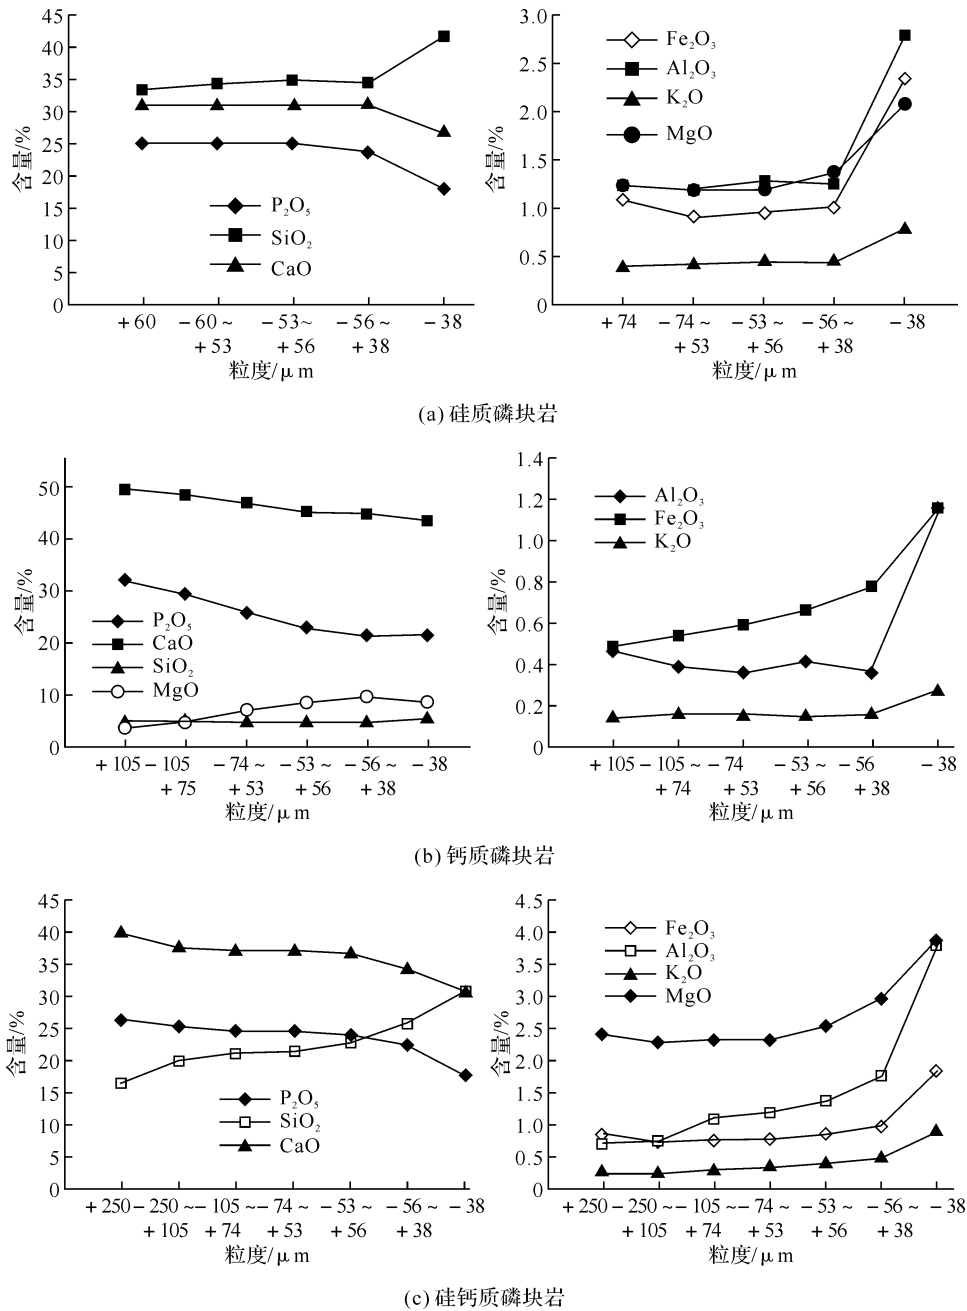 45
40
35
30
25
20
15
10
5
0
含量/%
P₂O₅
SiO₂
CaO
+60 −60~ −53~ −56~ −38
+53 +56 +38
粒度/μm
3.0
2.5
2.0
1.5
1.0
0.5
0
含量/%
Fe₂O₃
Al₂O₃
K₂O
MgO
+74 −74~ −53~ −56~ −38
+53 +56 +38
粒度/μm
(a) 硅质磷块岩
50
40
30
20
10
0
含量/%
P₂O₅
CaO
SiO₂
MgO
+105 −105 −74~ −53~ −56~ −38
+75 +53 +56 +38
粒度/μm
1.4
1.2
1.0
0.8
0.6
0.4
0.2
0
含量/%
Al₂O₃
Fe₂O₃
K₂O
+105 −105~ −74 −53~ −56 −38
+74 +53 +56 +38
粒度/μm
(b) 钙质磷块岩
45
40
35
30
25
20
15
10
5
0
含量/%
P₂O₅
SiO₂
CaO
+250 −250~ −105~ −74~ −53~ −56~ −38
+105 +74 +53 +56 +38
粒度/μm
4.5
4.0
3.5
3.0
2.5
2.0
1.5
1.0
0.5
0
含量/%
Fe₂O₃
Al₂O₃
K₂O
MgO
+250 −250~ −105~ −74~ −53~ −56~ −38
+105 +74 +53 +56 +38
粒度/μm
(c) 硅钙质磷块岩